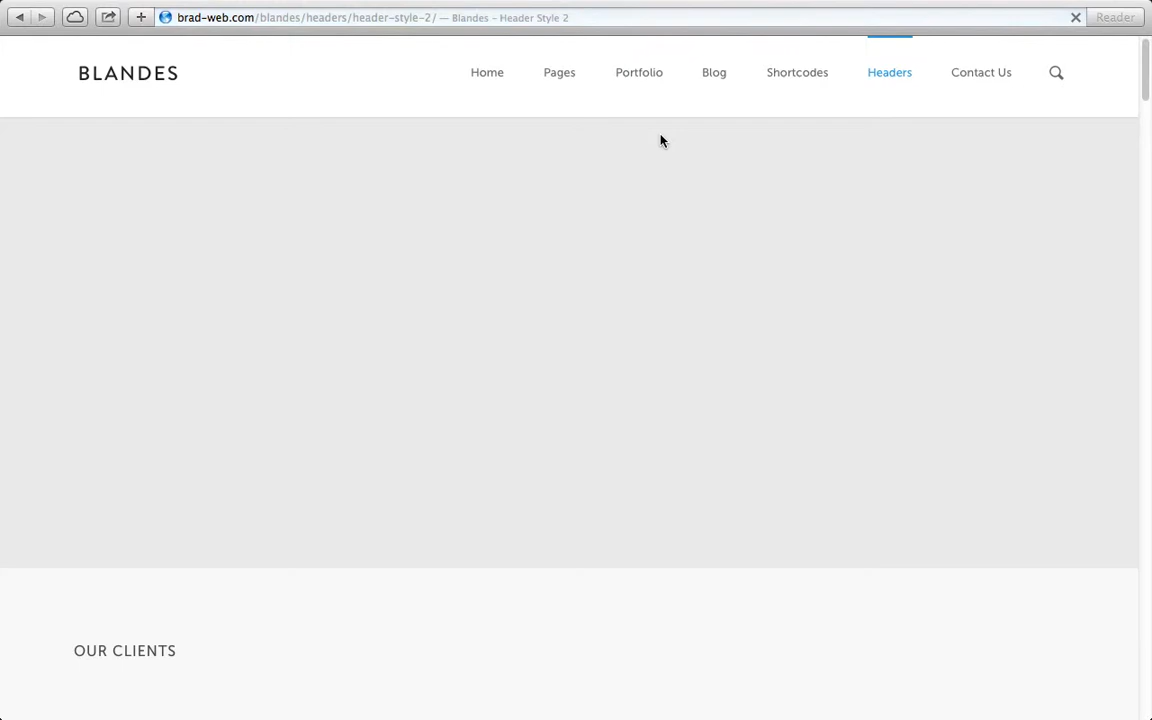 brad-web.com/blandes/headers/header-style-2/ — Blandes - Header Style 2
Reader
BLANDES
Home Pages Portfolio Blog Shortcodes Headers Contact Us
OUR CLIENTS